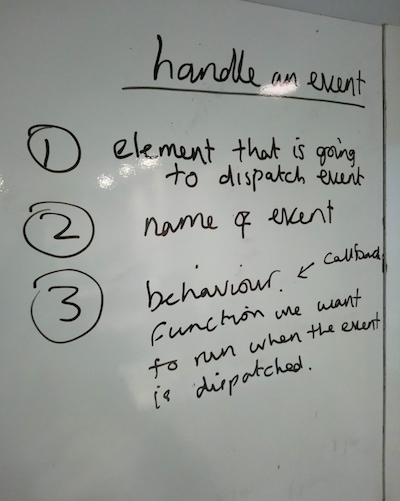 handle an event
1 element that is going
to dispatch event
2 name of event
3 behaviour. ← callback
Function we want
to run when the event
is dispatched.